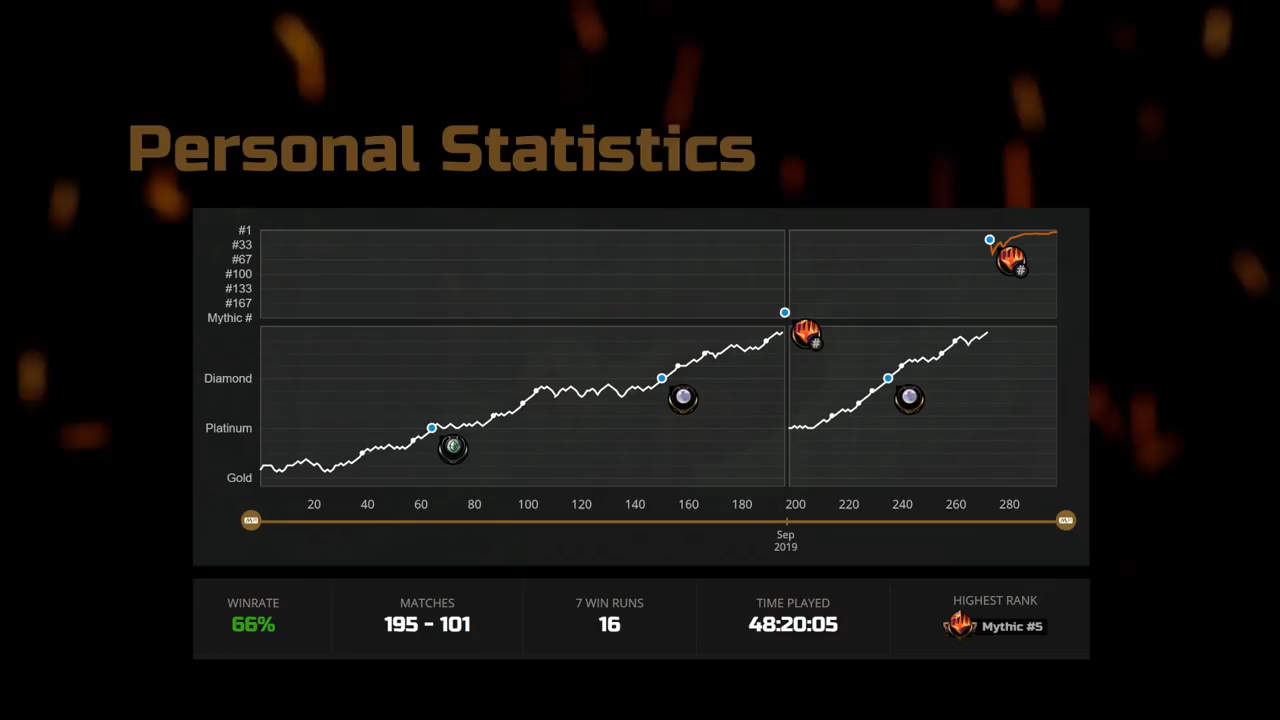 Personal Statistics
#1
#33
#67
#100
#133
#167
Mythic #
Diamond
Platinum
Gold
#
#
20 40 60 80 100 120 140 160 180 200 220 240 260 280
Sep
2019
WINRATE MATCHES 7 WIN RUNS TIME PLAYED HIGHEST RANK
66% 195 - 101 16 48:20:05 Mythic #5